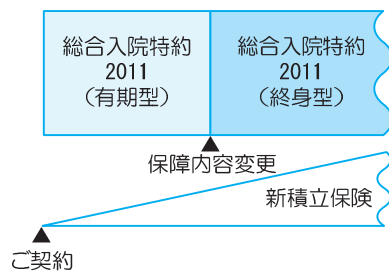 総合入院特約
2011
（有期型）
総合入院特約
2011
（終身型）
保障内容変更
新積立保険
ご契約